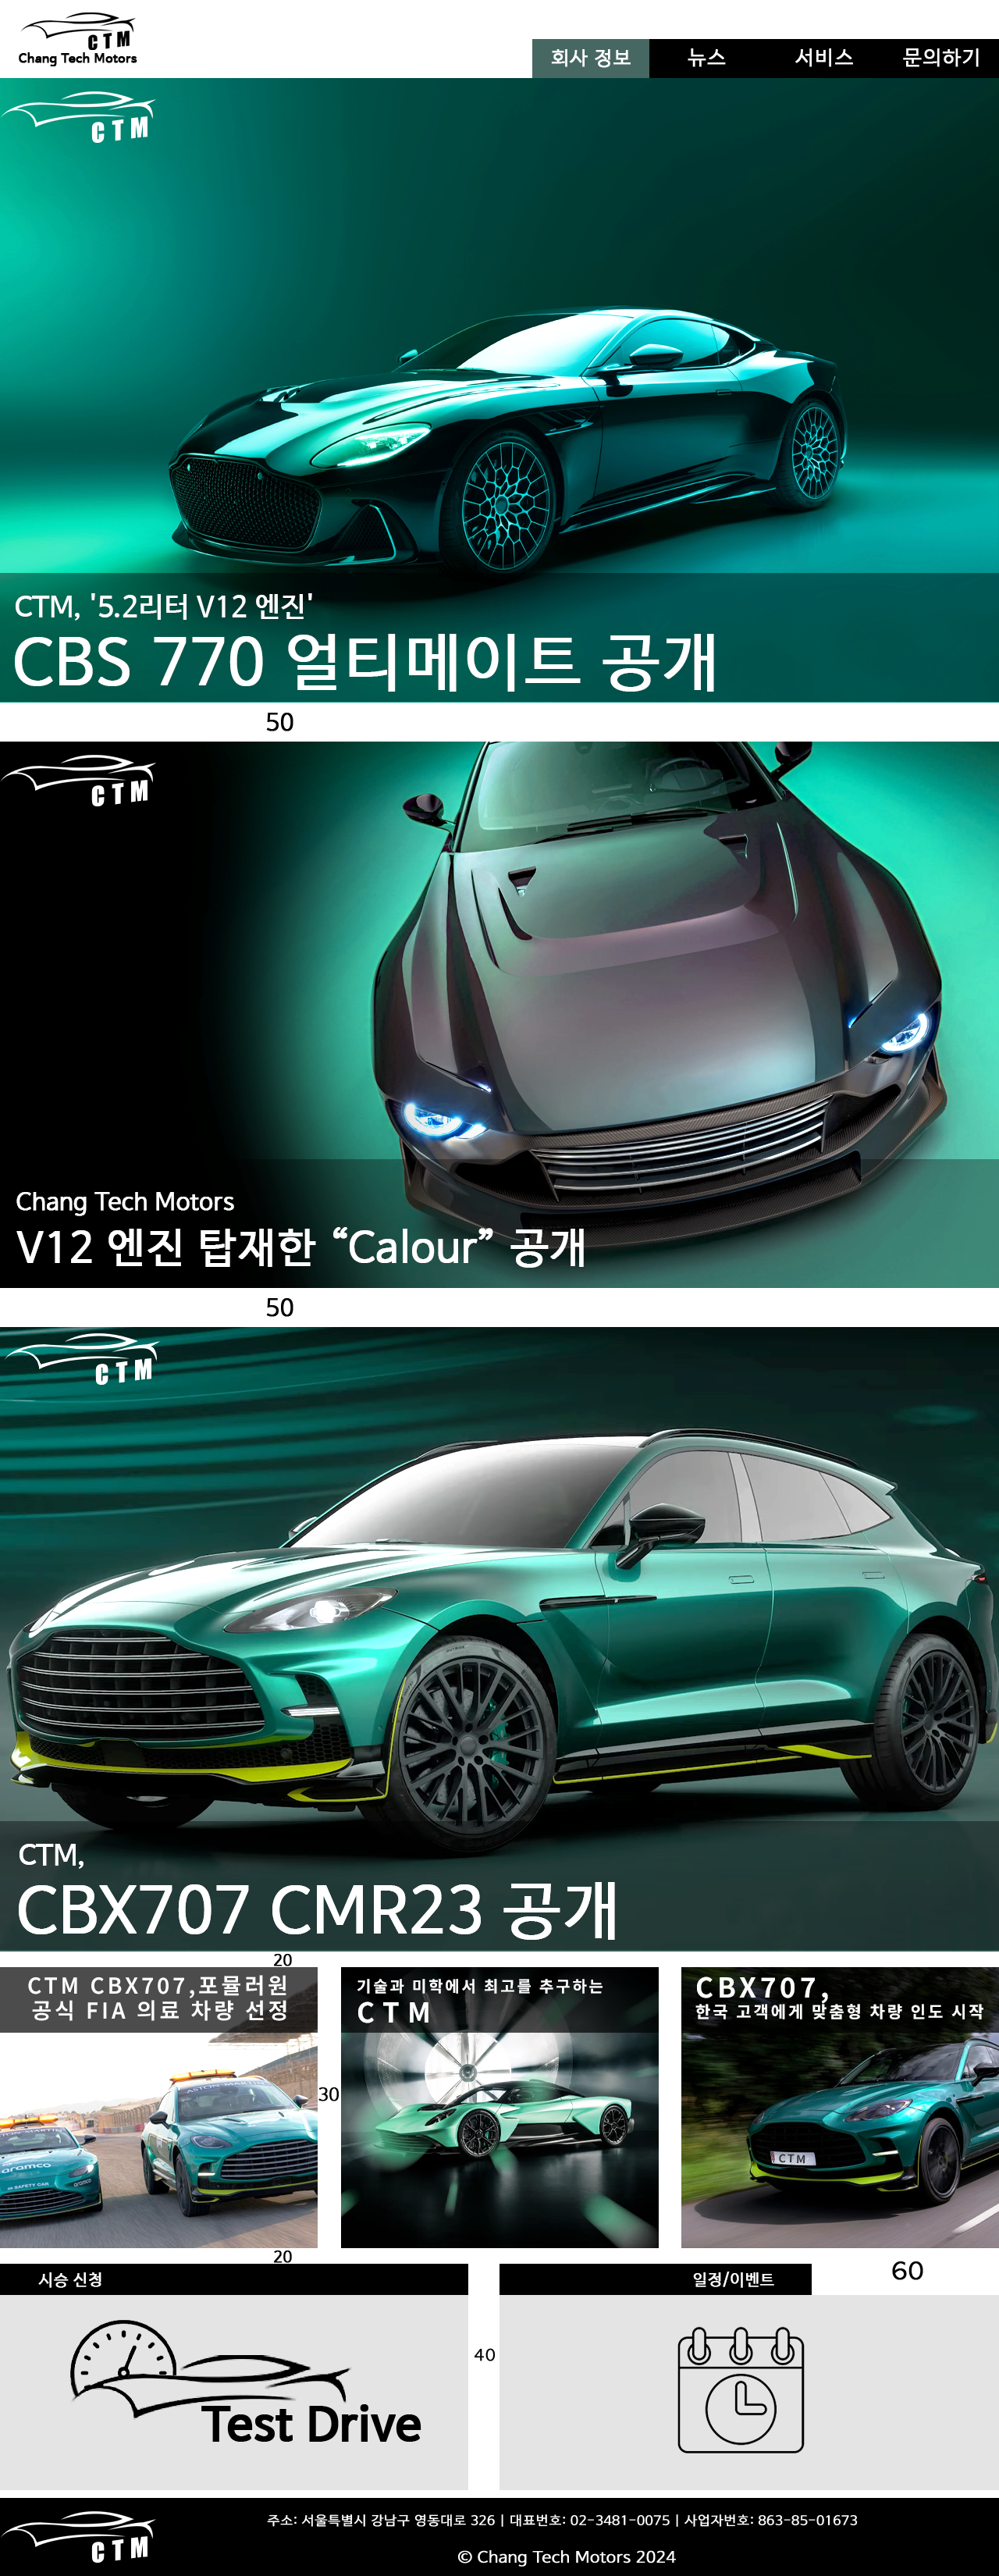 CTM
Chang Tech Motors
회사 정보 뉴스 서비스 문의하기
CTM
CTM, '5.2리터 V12 엔진'
CBS 770 얼티메이트 공개
50
CTM
Chang Tech Motors
V12 엔진 탑재한 “Calour” 공개
50
CTM
CTM,
CBX707 CMR23 공개
20
CTM CBX707,포뮬러원
공식 FIA 의료 차량 선정
기술과 미학에서 최고를 추구하는
CTM
CBX707,
한국 고객에게 맞춤형 차량 인도 시작
ASTON MARTIN
30
aramco
SAFETY CAR
CTM
20
60
시승 신청
일정/이벤트
40
Test Drive
CTM
주소: 서울특별시 강남구 영동대로 326 | 대표번호: 02-3481-0075 | 사업자번호: 863-85-01673
© Chang Tech Motors 2024